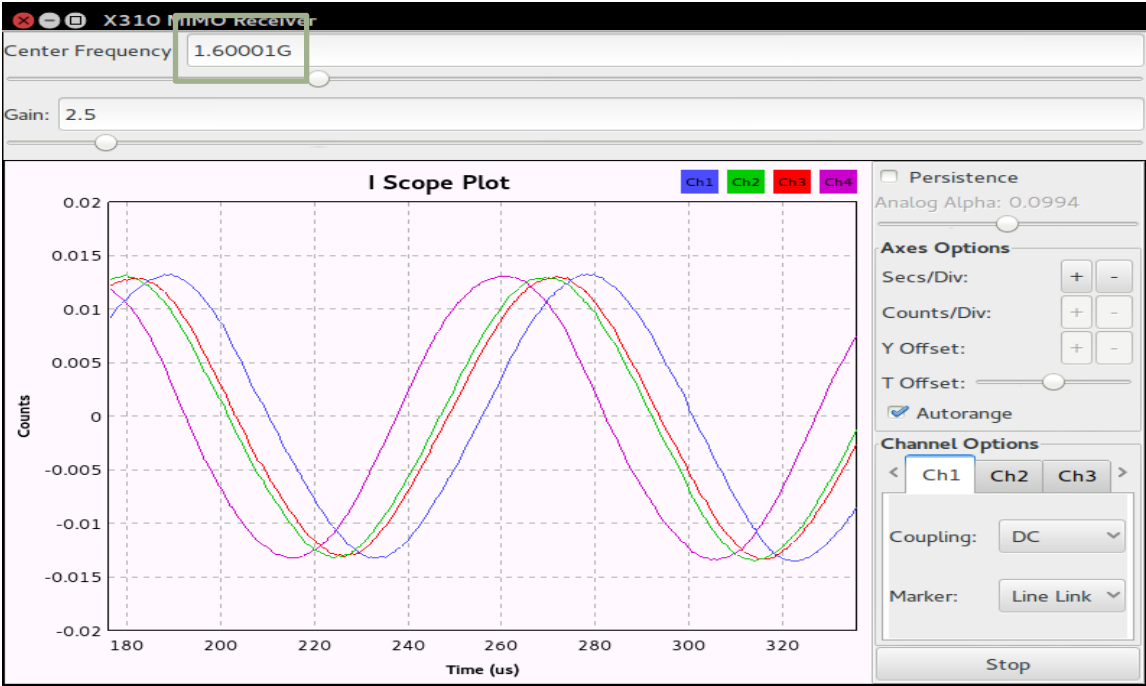 X310 MIMO Receiver
Center Frequency 1.60001G
Gain: 2.5
I Scope Plot
Ch1 Ch2 Ch3 Ch4
0.02
0.015
0.01
0.005
0
-0.005
-0.01
-0.015
-0.02
Counts
180 200 220 240 260 280 300 320
Time (us)
Persistence
Analog Alpha: 0.0994
Axes Options
Secs/Div: + -
Counts/Div: + -
Y Offset: + -
T Offset:
Autorange
Channel Options
< Ch1 Ch2 Ch3 >
Coupling: DC
Marker: Line Link
Stop